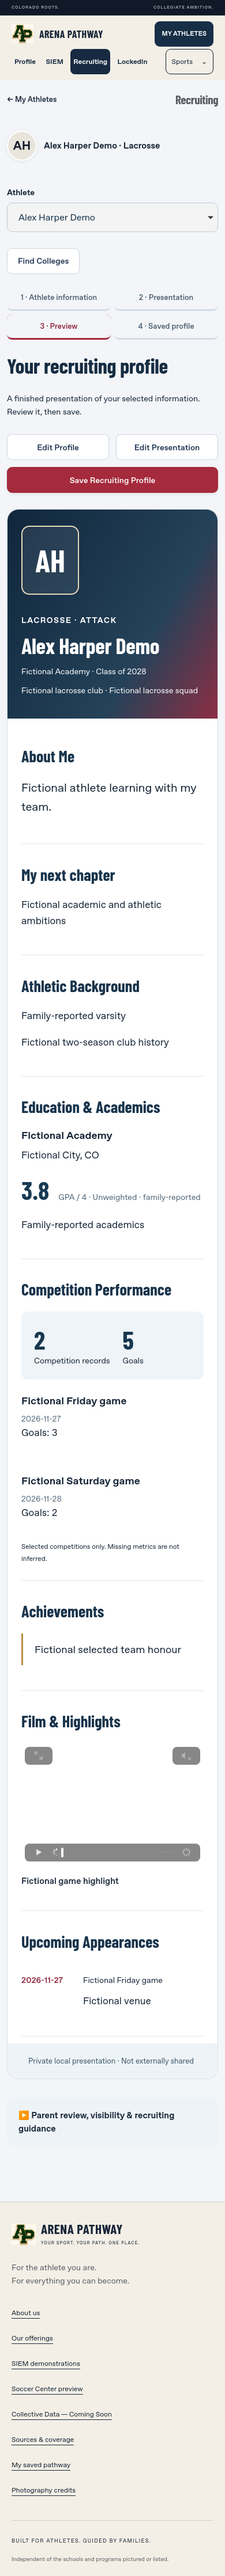 COLORADO ROOTS.
COLLEGIATE AMBITION.
Ap ARENA PATHWAY
MY ATHLETES
Profile SIEM Recruiting LockedIn Sports
← My Athletes
Recruiting
AH
Alex Harper Demo · Lacrosse
Athlete
Alex Harper Demo
Find Colleges
1 · Athlete information
2 · Presentation
3 · Preview
4 · Saved profile
Your recruiting profile
A finished presentation of your selected information.
Review it, then save.
Edit Profile
Edit Presentation
Save Recruiting Profile
AH
LACROSSE · ATTACK
Alex Harper Demo
Fictional Academy · Class of 2028
Fictional lacrosse club · Fictional lacrosse squad
About Me
Fictional athlete learning with my
team.
My next chapter
Fictional academic and athletic
ambitions
Athletic Background
Family-reported varsity
Fictional two-season club history
Education & Academics
Fictional Academy
Fictional City, CO
3.8 GPA / 4 · Unweighted · family-reported
Family-reported academics
Competition Performance
2
Competition records
5
Goals
Fictional Friday game
2026-11-27
Goals: 3
Fictional Saturday game
2026-11-28
Goals: 2
Selected competitions only. Missing metrics are not
inferred.
Achievements
Fictional selected team honour
Film & Highlights
Fictional game highlight
Upcoming Appearances
2026-11-27
Fictional Friday game
Fictional venue
Private local presentation · Not externally shared
Parent review, visibility & recruiting
guidance
Ap ARENA PATHWAY
YOUR SPORT. YOUR PATH. ONE PLACE.
For the athlete you are.
For everything you can become.
About us
Our offerings
SIEM demonstrations
Soccer Center preview
Collective Data — Coming Soon
Sources & coverage
My saved pathway
Photography credits
BUILT FOR ATHLETES. GUIDED BY FAMILIES.
Independent of the schools and programs pictured or listed.